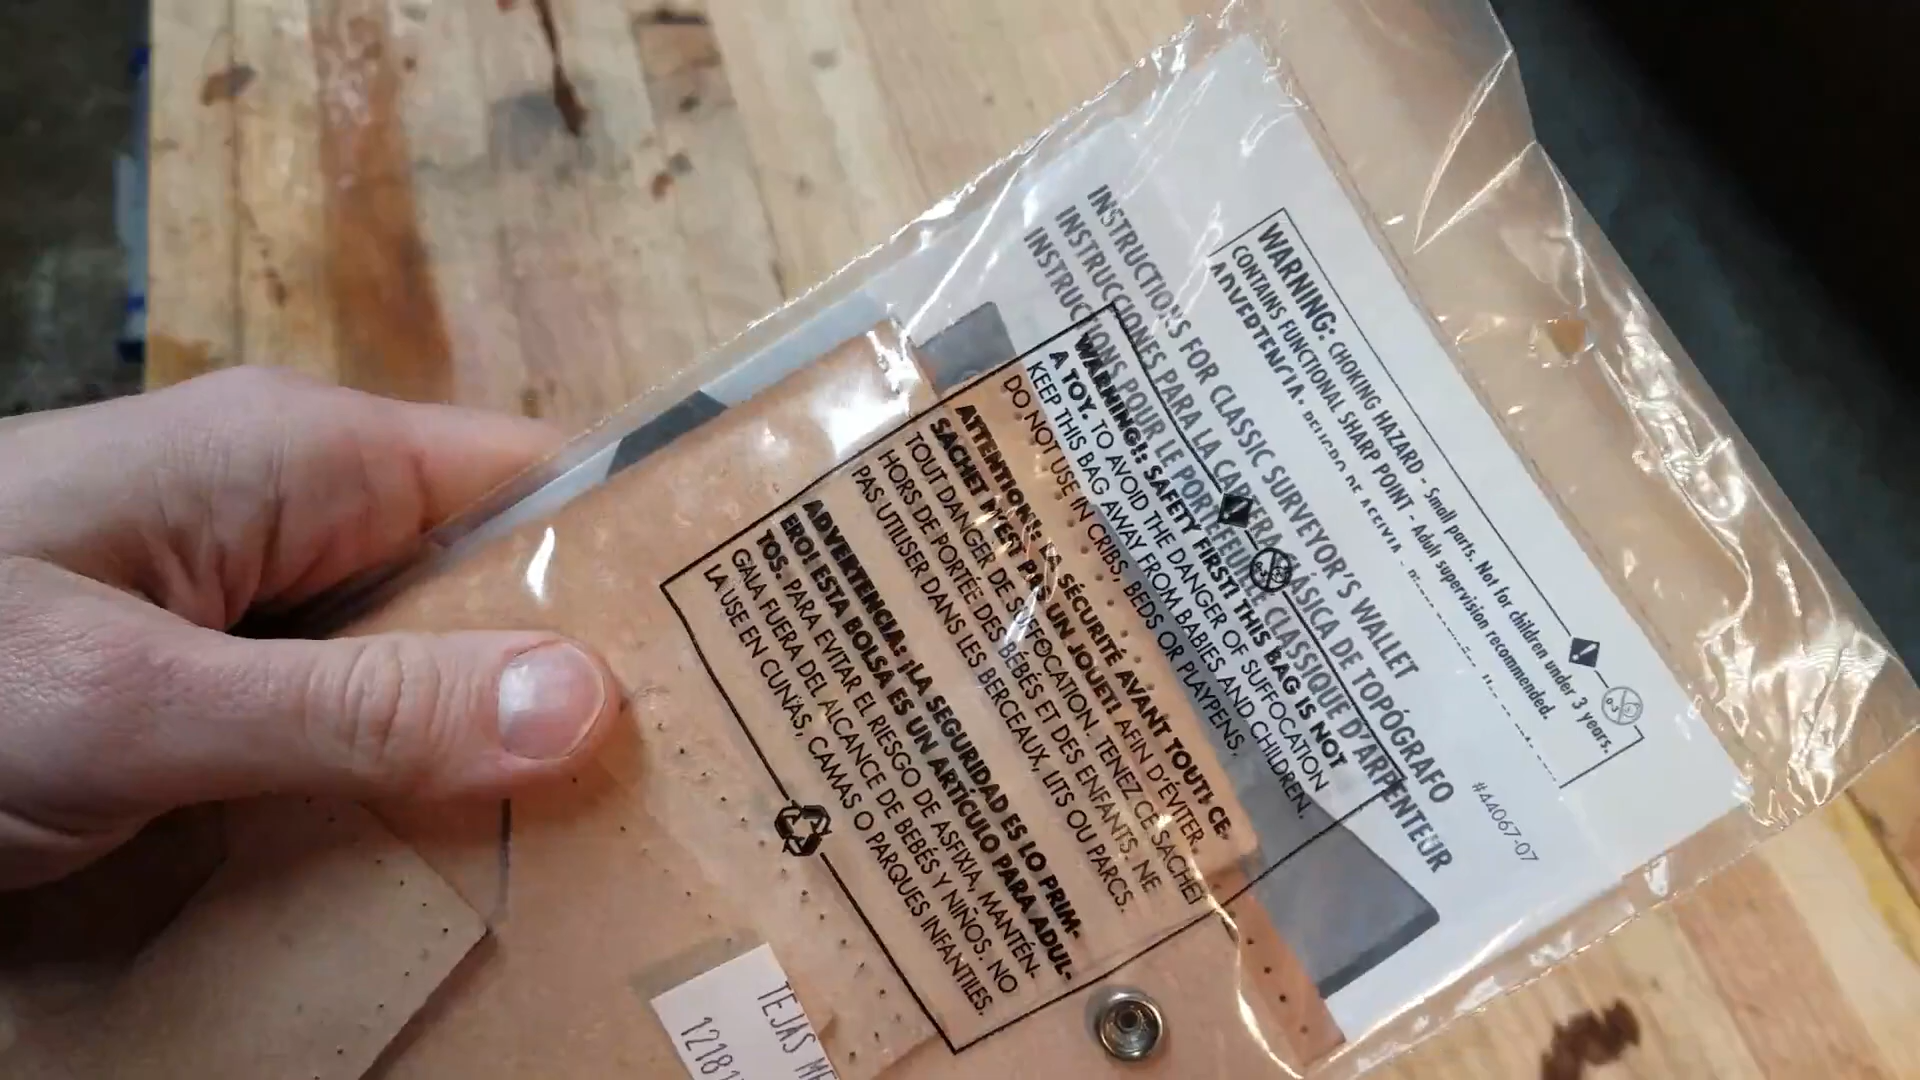 WARNING: CHOKING HAZARD - Small parts. Not for children under 3 years.
CONTAINS FUNCTIONAL SHARP POINT - Adult supervision recommended.
ADVERTENCIA:
0-3
INSTRUCTIONS FOR CLASSIC SURVEYOR'S WALLET
INSTRUCCIONES PARA LA CARTERA CLÁSICA DE TOPÓGRAFO
INSTRUCTIONS POUR LE PORTEFEUILLE CLASSIQUE D'ARPENTEUR
#44067-07
0-3
WARNING!: SAFETY FIRST! THIS BAG IS NOT
A TOY. TO AVOID THE DANGER OF SUFFOCATION
KEEP THIS BAG AWAY FROM BABIES AND CHILDREN.
DO NOT USE IN CRIBS, BEDS OR PLAYPENS.
ATTENTION!: LA SÉCURITÉ AVANT TOUT! CE
SACHET N'EST PAS UN JOUET! AFIN D'ÉVITER
TOUT DANGER DE SUFFOCATION, TENEZ CE SACHET
HORS DE PORTÉE DES BÉBÉS ET DES ENFANTS. NE
PAS UTILISER DANS LES BERCEAUX, LITS OU PARCS.
ADVERTENCIA: ¡LA SEGURIDAD ES LO PRIM-
ERO! ESTA BOLSA ES UN ARTÍCULO PARA ADUL-
TOS. PARA EVITAR EL RIESGO DE ASFIXIA, MANTÉN-
GALA FUERA DEL ALCANCE DE BEBÉS Y NIÑOS. NO
LA USE EN CUNAS, CAMAS O PARQUES INFANTILES.
TEJAS
1218